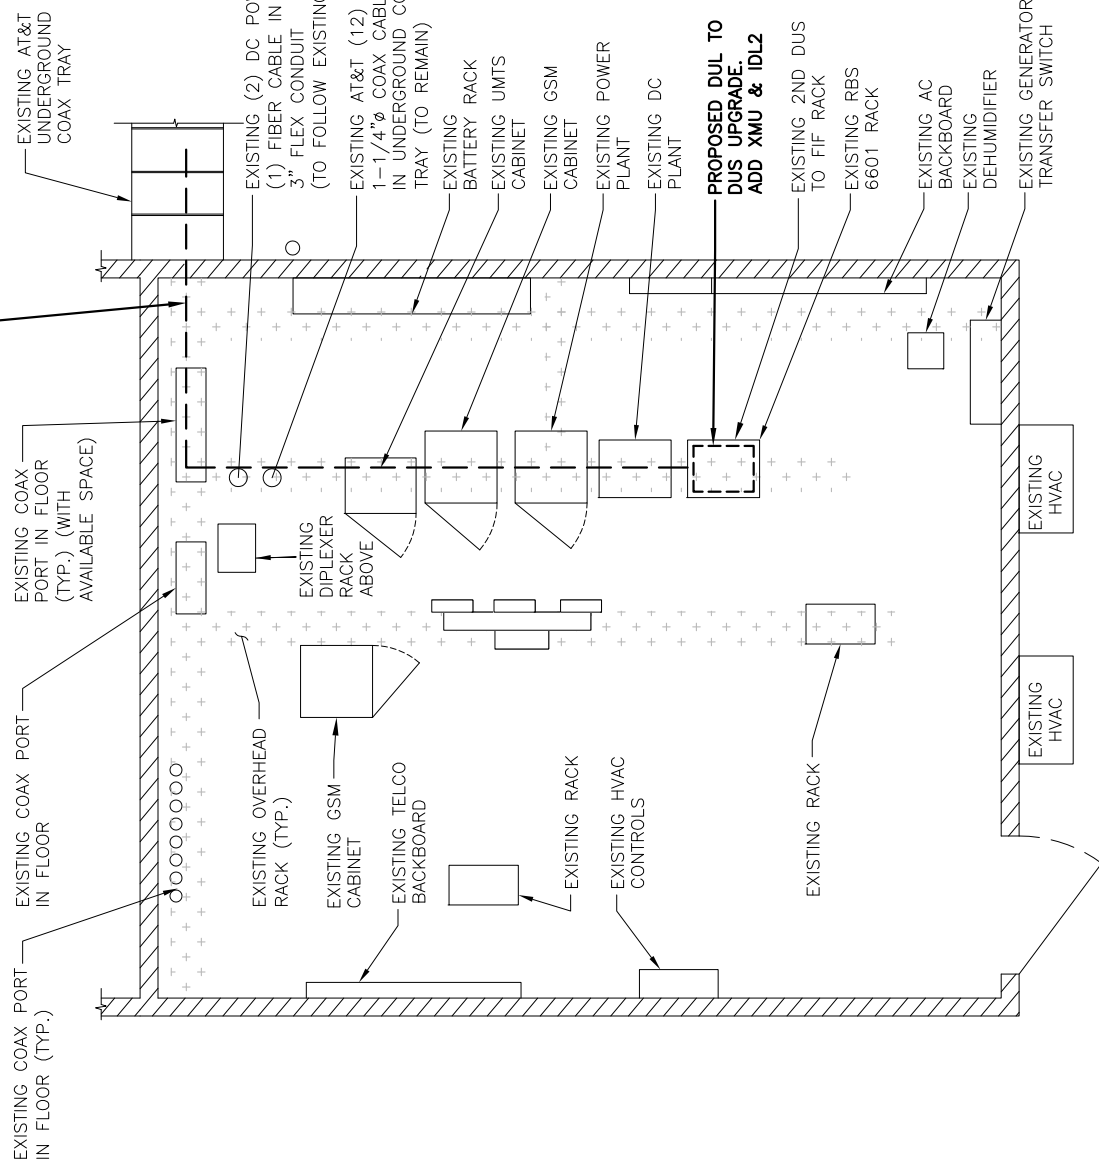 EXISTING AT&T
UNDERGROUND
COAX TRAY
EXISTING (2) DC
(1) FIBER CABLE IN
3" FLEX CONDUIT
(TO FOLLOW EXISTING
EXISTING AT&T (12)
1-1/4"ø COAX
IN UNDERGROUND
TRAY (TO REMAIN)
EXISTING
BATTERY RACK
EXISTING UMTS
CABINET
EXISTING GSM
CABINET
EXISTING POWER
PLANT
EXISTING DC
PLANT
PROPOSED DUL TO
DUS UPGRADE.
ADD XMU & IDL2
EXISTING 2ND DUS
TO FIF RACK
EXISTING RBS
6601 RACK
EXISTING AC
BACKBOARD
EXISTING
DEHUMIDIFIER
EXISTING GENERATOR
TRANSFER SWITCH
EXISTING COAX
PORT IN FLOOR
(TYP.) (WITH
AVAILABLE SPACE)
EXISTING
DIPLEXER
RACK
ABOVE
EXISTING
HVAC
EXISTING
HVAC
EXISTING COAX PORT
IN FLOOR
EXISTING OVERHEAD
RACK (TYP.)
EXISTING GSM
CABINET
EXISTING TELCO
BACKBOARD
EXISTING RACK
EXISTING HVAC
CONTROLS
EXISTING RACK
EXISTING COAX PORT
IN FLOOR (TYP.)